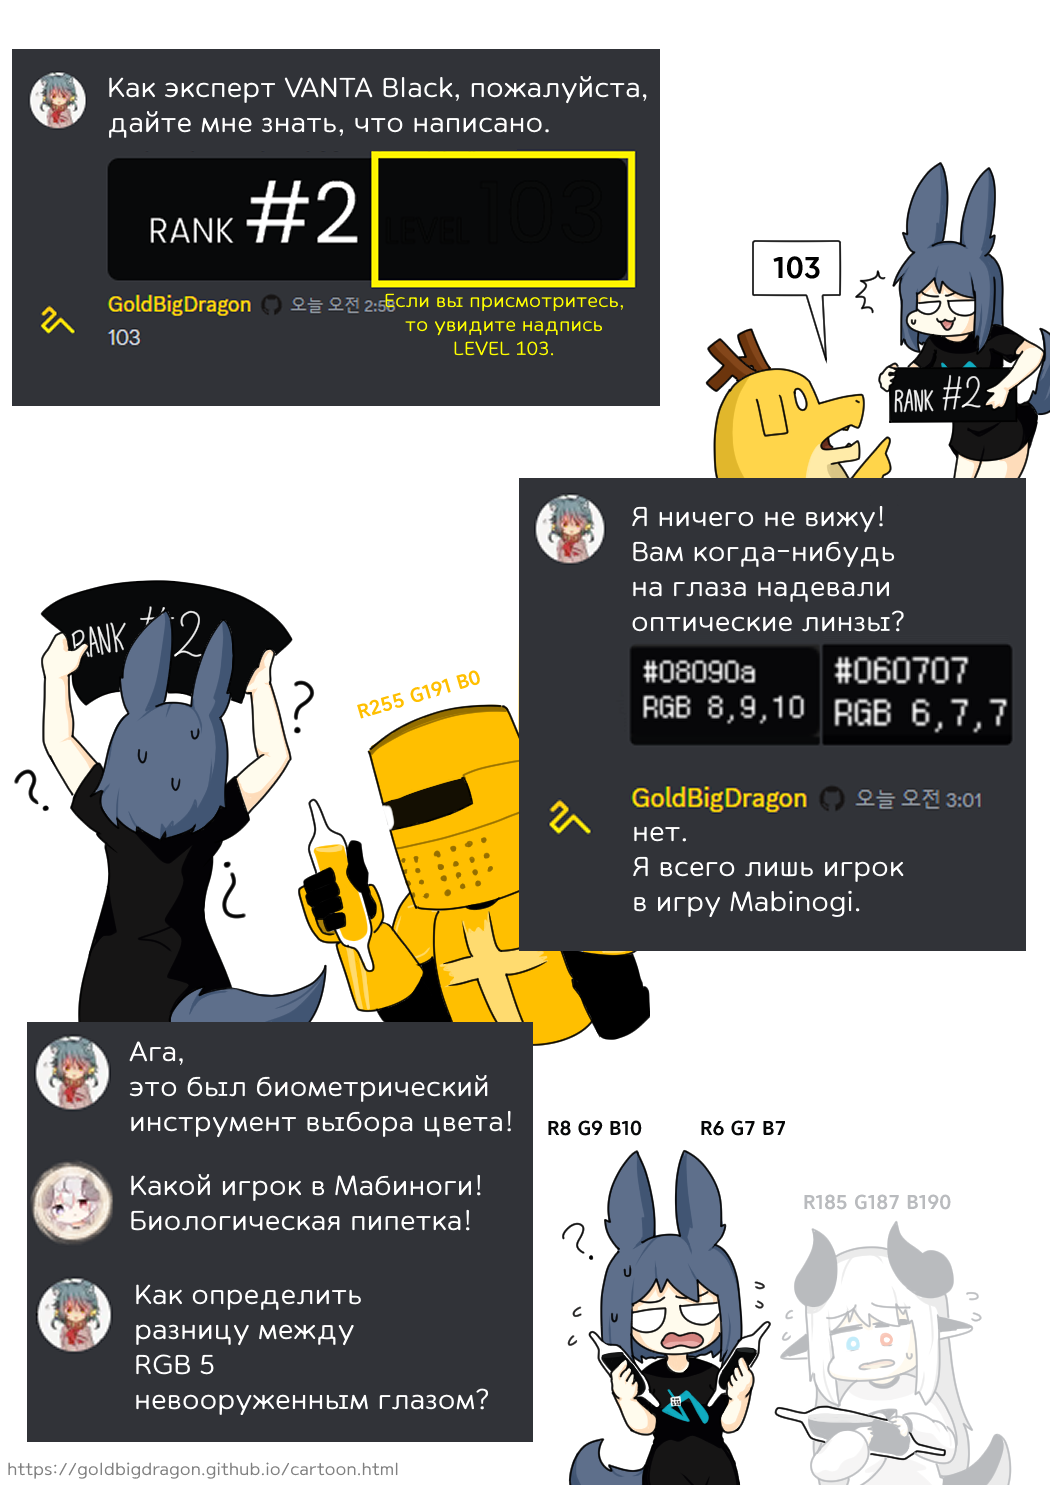 Как эксперт VANTA Black, пожалуйста,
дайте мне знать, что написано.
RANK #2 LEVEL 103
GoldBigDragon 오늘 오전 2:56
103
Если вы присмотритесь,
то увидите надпись
LEVEL 103.
103
RANK #2
Я ничего не вижу!
Вам когда-нибудь
на глаза надевали
оптические линзы?
#08090a
RGB 8,9,10
#060707
RGB 6,7,7
GoldBigDragon 오늘 오전 3:01
нет.
Я всего лишь игрок
в игру Mabinogi.
RANK #2
?
?
?
R255 G191 B0
Ага,
это был биометрический
инструмент выбора цвета!
Какой игрок в Мабиноги!
Биологическая пипетка!
Как определить
разницу между
RGB 5
невооруженным глазом?
R8 G9 B10
R6 G7 B7
R185 G187 B190
?
https://goldbigdragon.github.io/cartoon.html